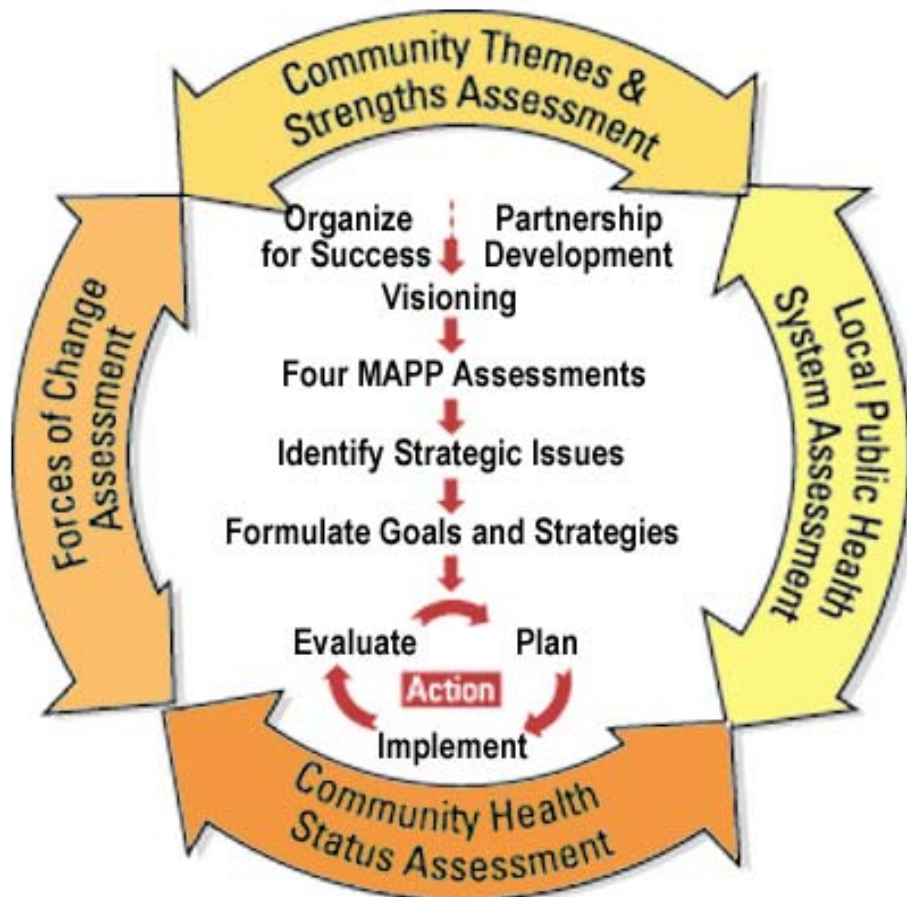 Community Themes &
Strengths Assessment
Organize
for Success
Partnership
Development
Visioning
Four MAPP Assessments
Identify Strategic Issues
Formulate Goals and Strategies
Evaluate
Plan
Action
Implement
Forces of Change
Assessment
Local Public Health
System Assessment
Community Health
Status Assessment